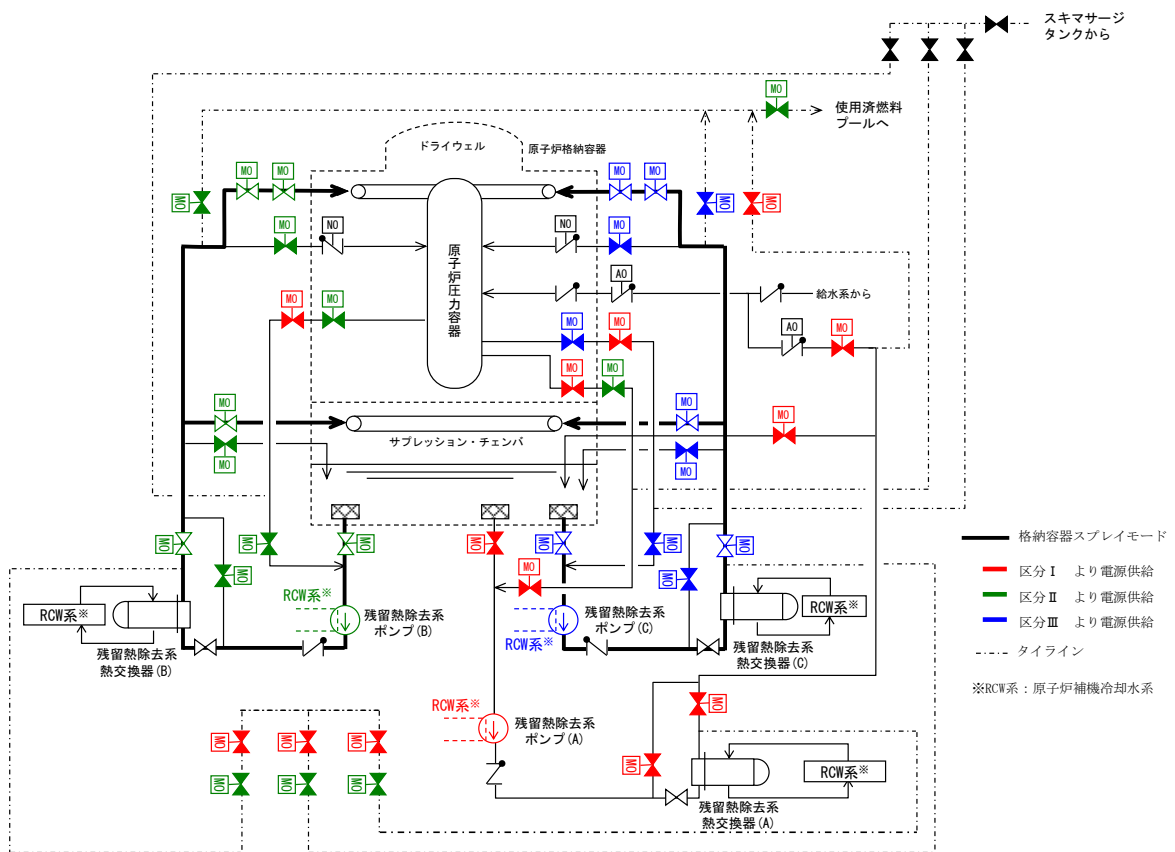 スキマサージ
タンクから
MO
使用済燃料
プールへ
ドライウェル
原子炉格納容器
MO
MO
MO
MO
MO
MO
MO
MO
NO
NO
MO
原子炉圧力容器
AO
給水系から
MO
MO
MO
MO
AO
MO
MO
MO
MO
MO
MO
サプレッション・チェンバ
MO
MO
MO
MO
MO
MO
MO
MO
MO
MO
MO
MO
格納容器スプレイモード
区分Ⅰ より電源供給
区分Ⅱ より電源供給
区分Ⅲ より電源供給
タイライン
※RCW系：原子炉補機冷却水系
RCW系※
RCW系※
残留熱除去系
ポンプ(B)
残留熱除去系
ポンプ(C)
RCW系※
RCW系※
残留熱除去系
熱交換器(B)
残留熱除去系
熱交換器(C)
RCW系※
残留熱除去系
ポンプ(A)
MO
MO
MO
MO
MO
MO
MO
MO
RCW系※
残留熱除去系
熱交換器(A)